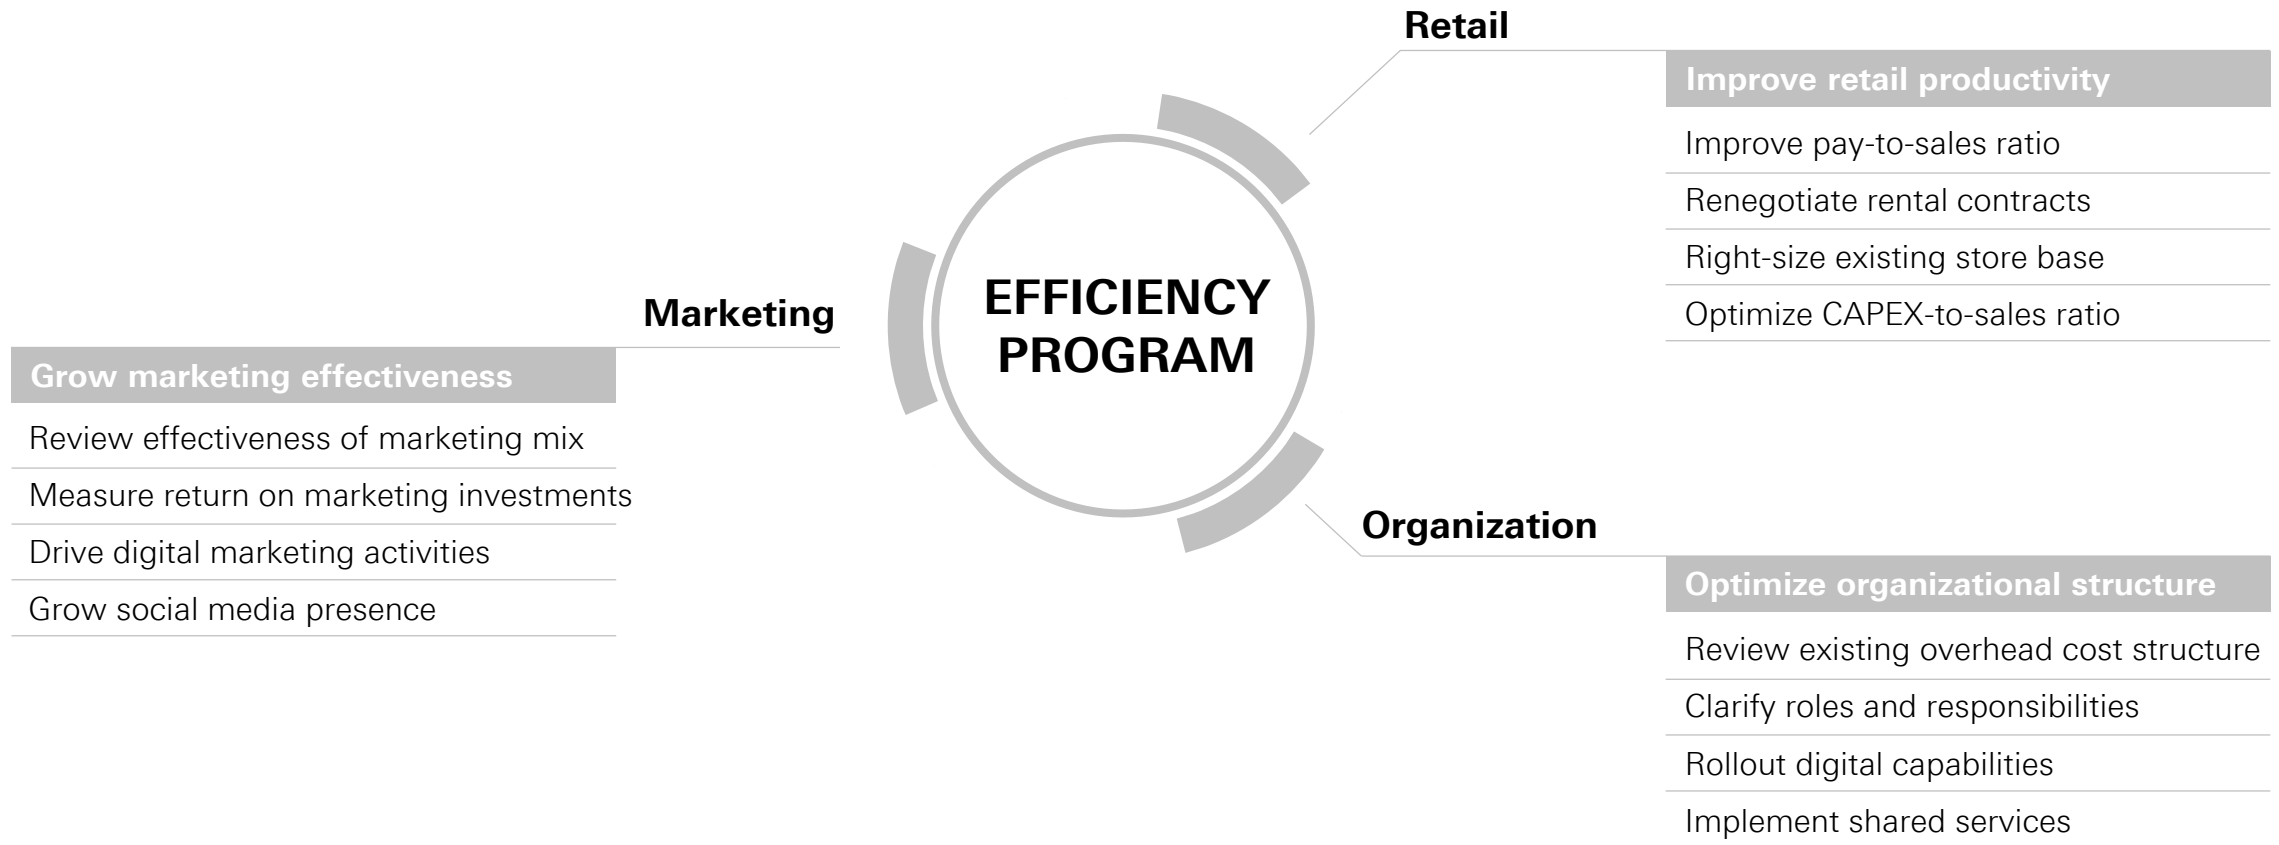 Retail
Improve retail productivity
Improve pay-to-sales ratio
Renegotiate rental contracts
Right-size existing store base
Optimize CAPEX-to-sales ratio
EFFICIENCY
PROGRAM
Marketing
Grow marketing effectiveness
Review effectiveness of marketing mix
Measure return on marketing investments
Drive digital marketing activities
Grow social media presence
Organization
Optimize organizational structure
Review existing overhead cost structure
Clarify roles and responsibilities
Rollout digital capabilities
Implement shared services